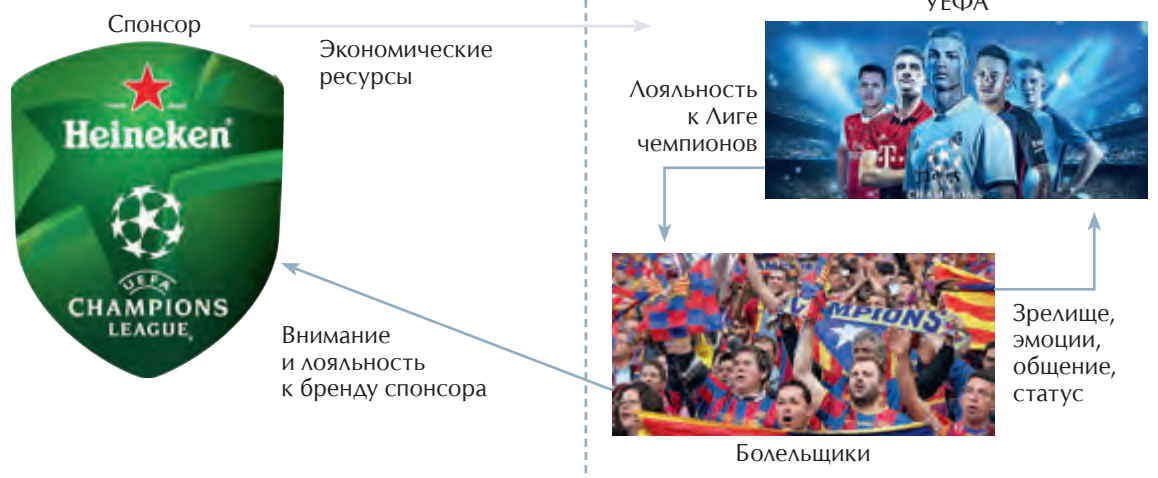 УЕФА
Спонсор
Экономические
ресурсы
Heineken
UEFA
CHAMPIONS
LEAGUE
Лояльность
к Лиге
чемпионов
CHAMPIONS
Внимание
и лояльность
к бренду спонсора
Зрелище,
эмоции,
общение,
статус
Болельщики